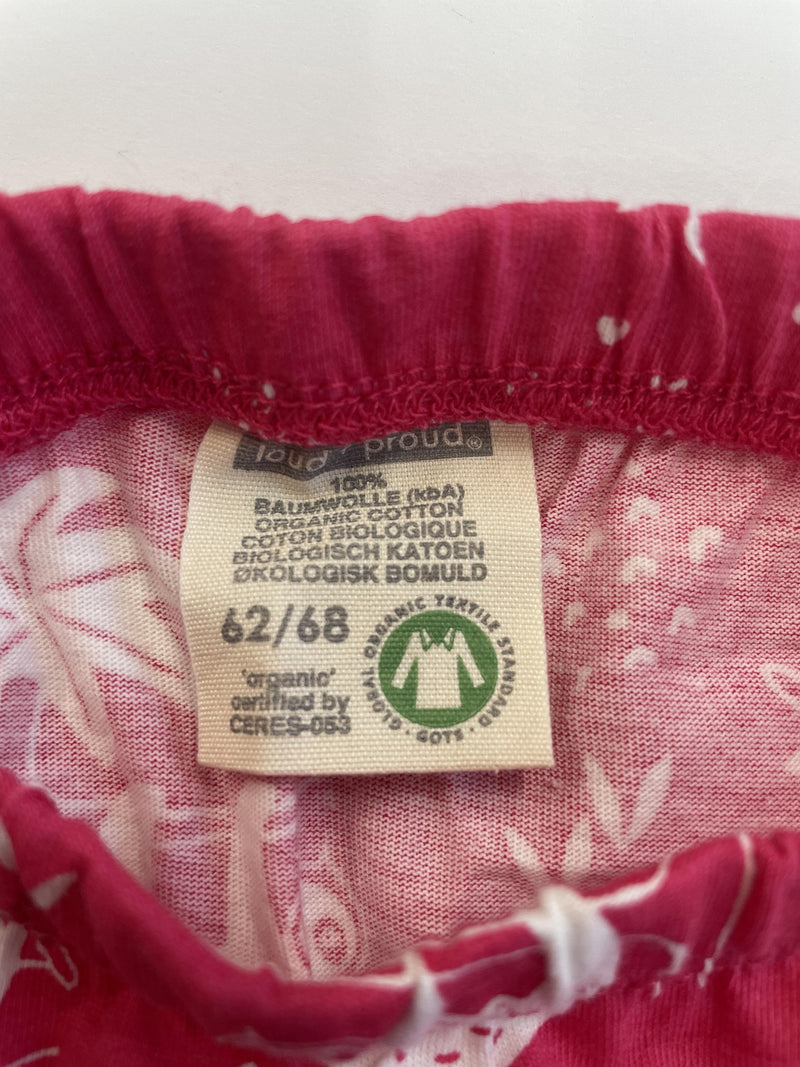 loud + proud®
100%
BAUMWOLLE (kbA)
ORGANIC COTTON
COTON BIOLOGIQUE
BIOLOGISCH KATOEN
ØKOLOGISK BOMULD
62/68
'organic'
certified by
CERES-053
GLOBAL ORGANIC TEXTILE STANDARD · GOTS ·